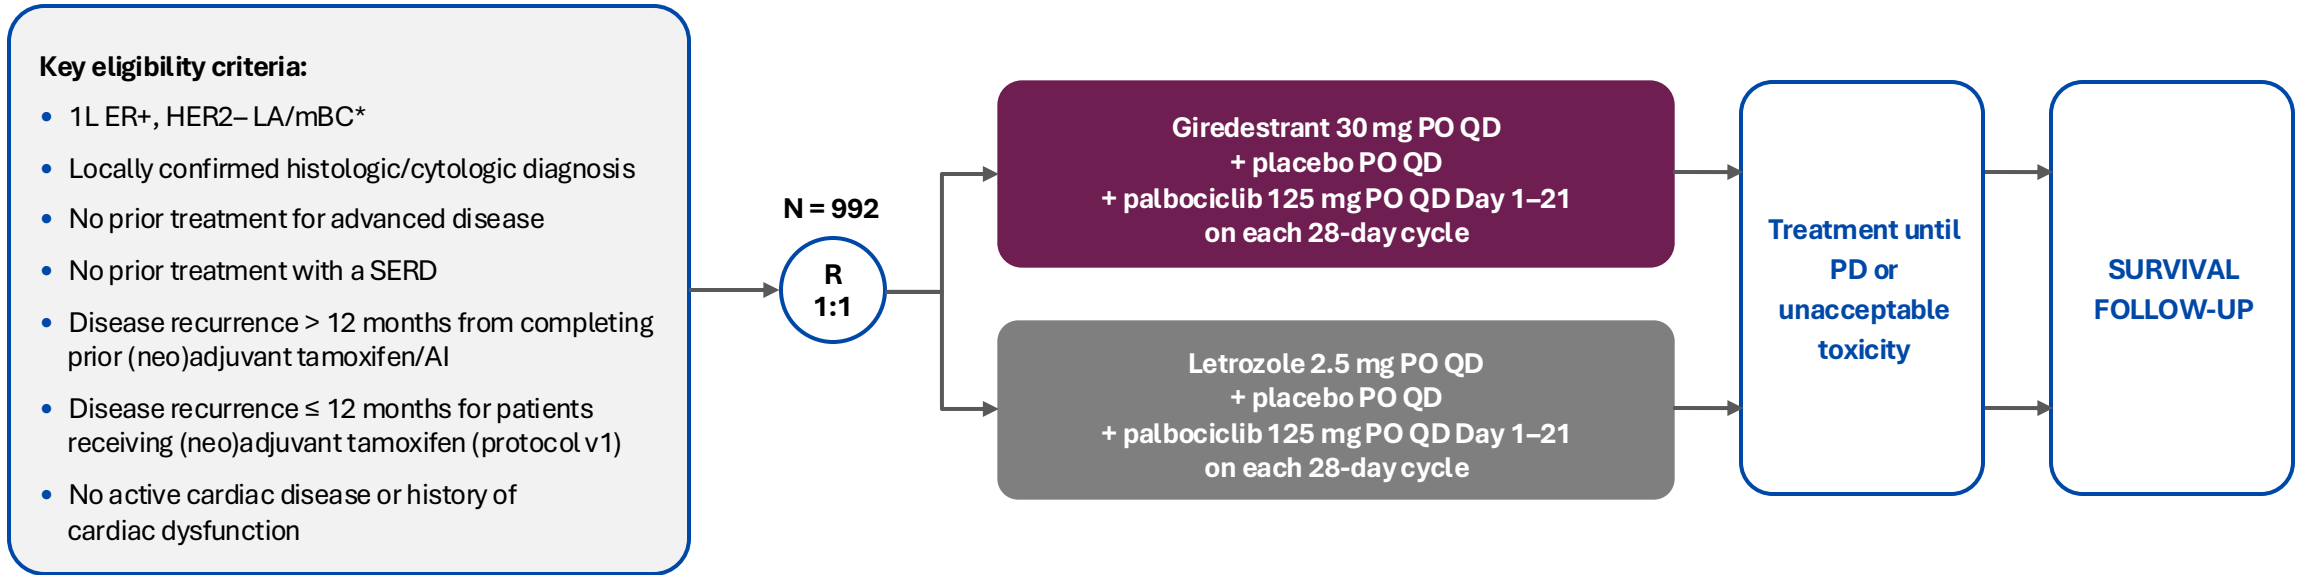 Key eligibility criteria:
• 1L ER+, HER2– LA/mBC*
• Locally confirmed histologic/cytologic diagnosis
• No prior treatment for advanced disease
• No prior treatment with a SERD
• Disease recurrence > 12 months from completing
prior (neo)adjuvant tamoxifen/AI
• Disease recurrence ≤ 12 months for patients
receiving (neo)adjuvant tamoxifen (protocol v1)
• No active cardiac disease or history of
cardiac dysfunction
N = 992
R
1:1
Giredestrant 30 mg PO QD
+ placebo PO QD
+ palbociclib 125 mg PO QD Day 1–21
on each 28-day cycle
Letrozole 2.5 mg PO QD
+ placebo PO QD
+ palbociclib 125 mg PO QD Day 1–21
on each 28-day cycle
Treatment until
PD or
unacceptable
toxicity
SURVIVAL
FOLLOW-UP